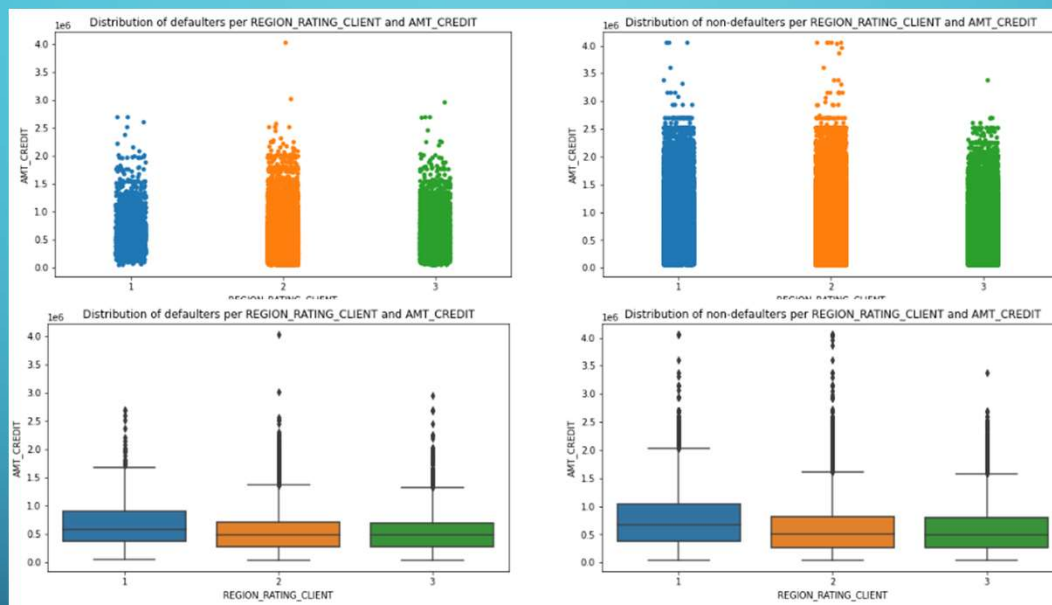 Distribution of defaulters per REGION_RATING_CLIENT and AMT_CREDIT
1e6
4.0
3.5
3.0
2.5
2.0
1.5
1.0
0.5
0.0
AMT_CREDIT
1 2 3
REGION_RATING_CLIENT
Distribution of non-defaulters per REGION_RATING_CLIENT and AMT_CREDIT
1e6
4.0
3.5
3.0
2.5
2.0
1.5
1.0
0.5
0.0
AMT_CREDIT
1 2 3
REGION_RATING_CLIENT
Distribution of defaulters per REGION_RATING_CLIENT and AMT_CREDIT
1e6
4.0
3.5
3.0
2.5
2.0
1.5
1.0
0.5
0.0
AMT_CREDIT
1 2 3
REGION_RATING_CLIENT
Distribution of non-defaulters per REGION_RATING_CLIENT and AMT_CREDIT
1e6
4.0
3.5
3.0
2.5
2.0
1.5
1.0
0.5
0.0
AMT_CREDIT
1 2 3
REGION_RATING_CLIENT